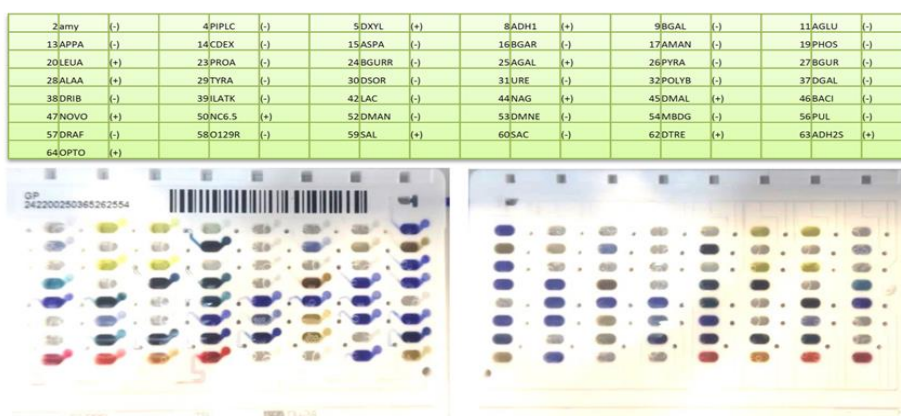 2 amy (-) 4 PIPLC (-) 5 DXYL (+) 8 ADH1 (+) 9 BGAL (-) 11 AGLU (-)
13 APPA (-) 14 CDEX (-) 15 ASPA (-) 16 BGAR (-) 17 AMAN (-) 19 PHOS (-)
20 LEUA (+) 23 PROA (-) 24 BGURR (-) 25 AGAL (+) 26 PYRA (-) 27 BGUR (-)
28 ALAA (+) 29 TYRA (-) 30 DSOR (-) 31 URE (-) 32 POLYB (-) 37 DGAL (-)
38 DRIB (-) 39 ILATK (-) 42 LAC (-) 44 NAG (+) 45 DMAL (+) 46 BACI (-)
47 NOVO (+) 50 NC6.5 (+) 52 DMAN (-) 53 DMNE (-) 54 MBDG (-) 56 PUL (-)
57 DRAF (-) 58 O129R (-) 59 SAL (+) 60 SAC (-) 62 DTRE (+) 63 ADH2S (+)
64 OPTO (+)
GP
242200250365262554